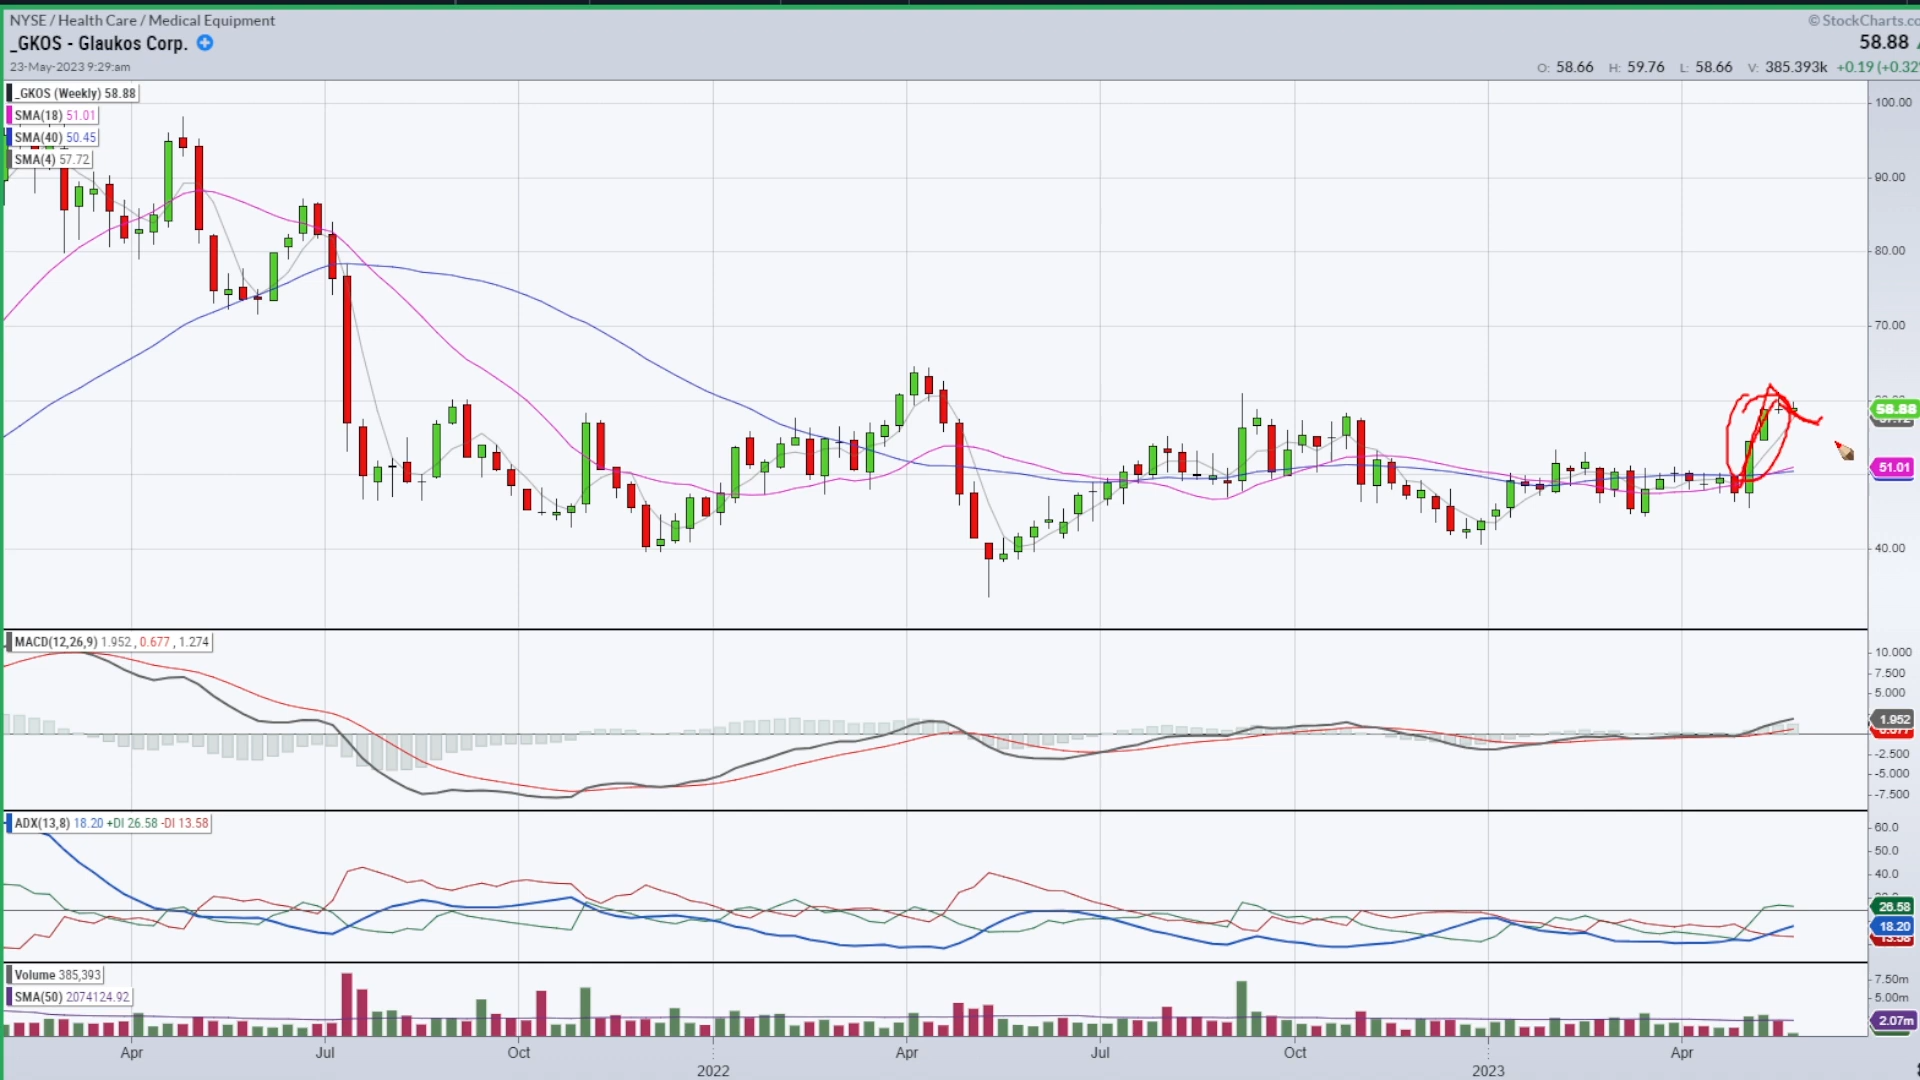 NYSE / Health Care / Medical Equipment
© StockCharts.co
_GKOS - Glaukos Corp.
58.88
23-May-2023 9:29am
O: 58.66 H: 59.76 L: 58.66 V: 385.393k +0.19 (+0.32
_GKOS (Weekly) 58.88
SMA(18) 51.01
SMA(40) 50.45
SMA(4) 57.72
100.00
90.00
80.00
70.00
58.88
51.01
40.00
MACD(12,26,9) 1.952, 0.677, 1.274
10.000
7.500
5.000
1.952
-2.500
-5.000
-7.500
ADX(13,8) 18.20 +DI 26.58 -DI 13.58
60.0
50.0
40.0
26.58
18.20
Volume 385,393
SMA(50) 2074124.92
7.50m
5.00m
2.07m
Apr Jul Oct Apr Jul Oct Apr
2022 2023